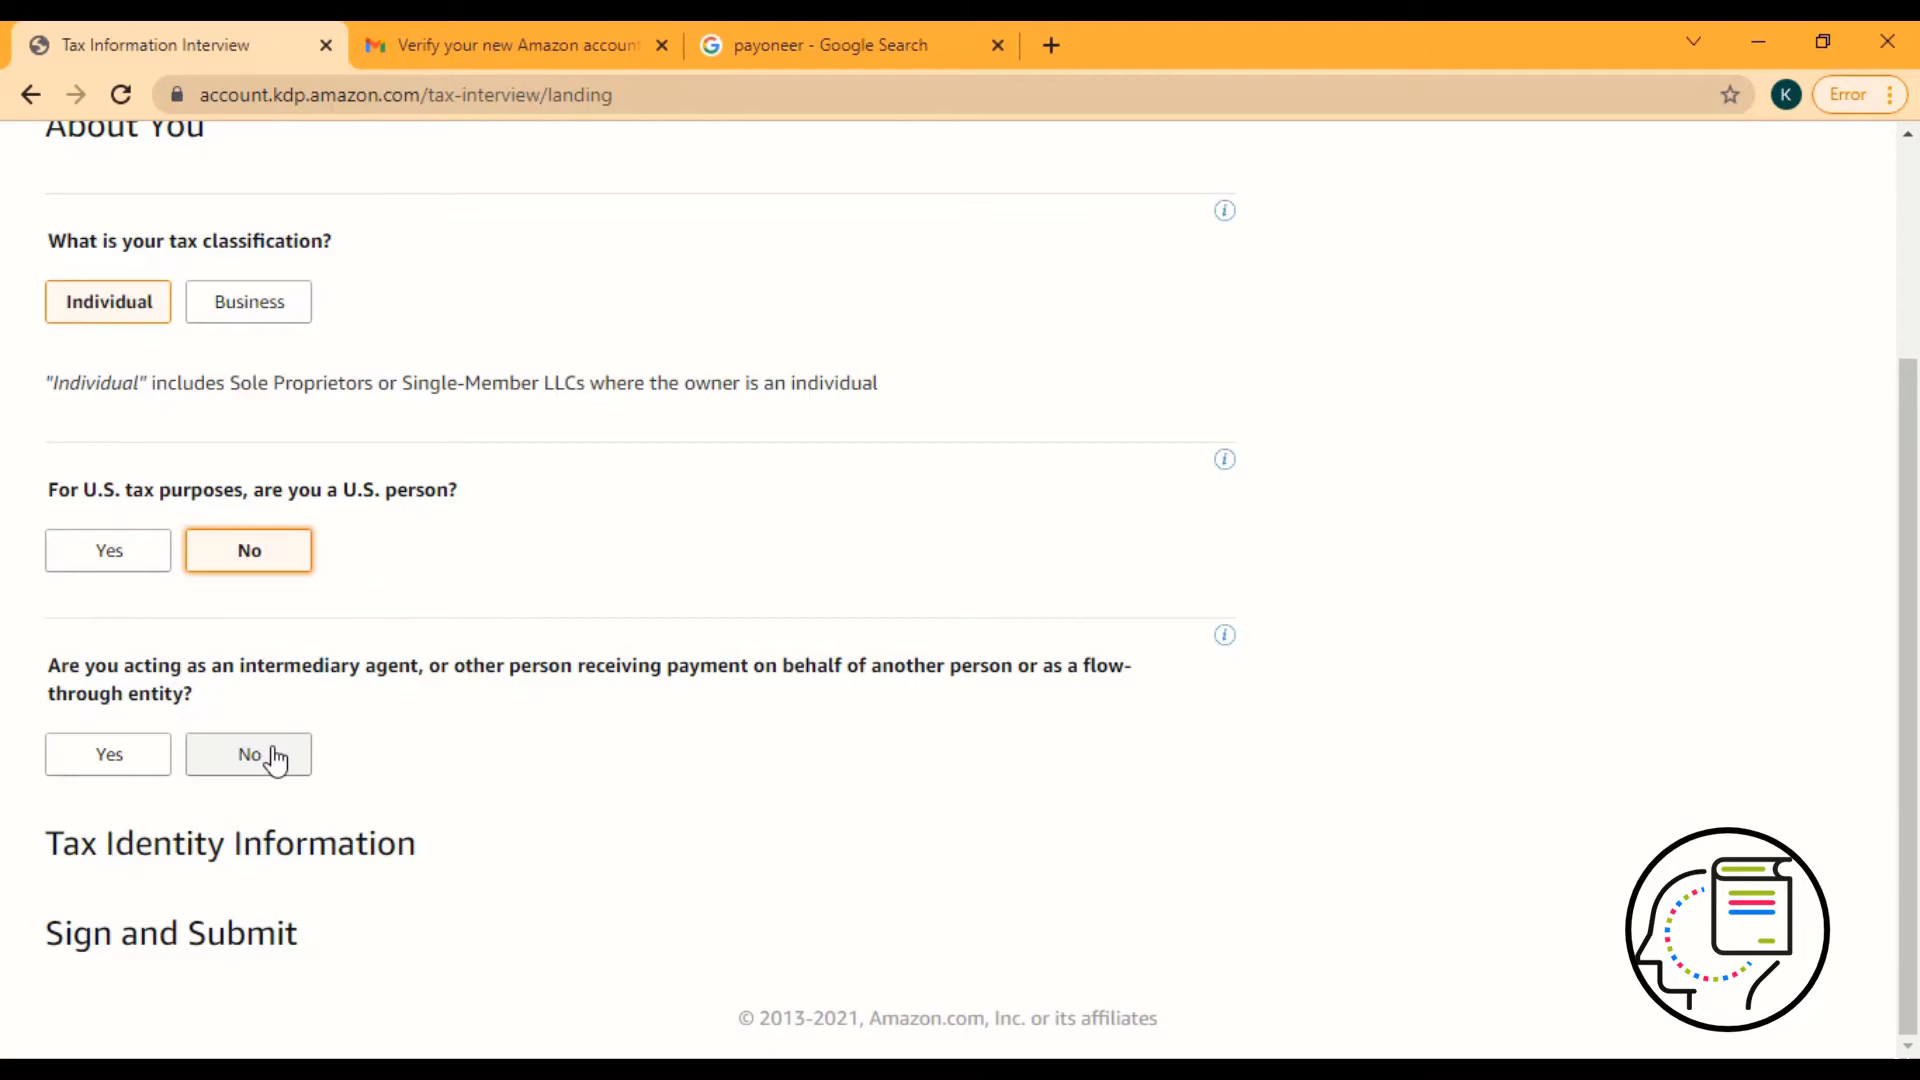 Tax Information Interview
Verify your new Amazon accoun
payoneer - Google Search
account.kdp.amazon.com/tax-interview/landing
K
Error
About You
What is your tax classification?
Individual
Business
"Individual" includes Sole Proprietors or Single-Member LLCs where the owner is an individual
For U.S. tax purposes, are you a U.S. person?
Yes
No
Are you acting as an intermediary agent, or other person receiving payment on behalf of another person or as a flow-
through entity?
Yes
No
Tax Identity Information
Sign and Submit
© 2013-2021, Amazon.com, Inc. or its affiliates